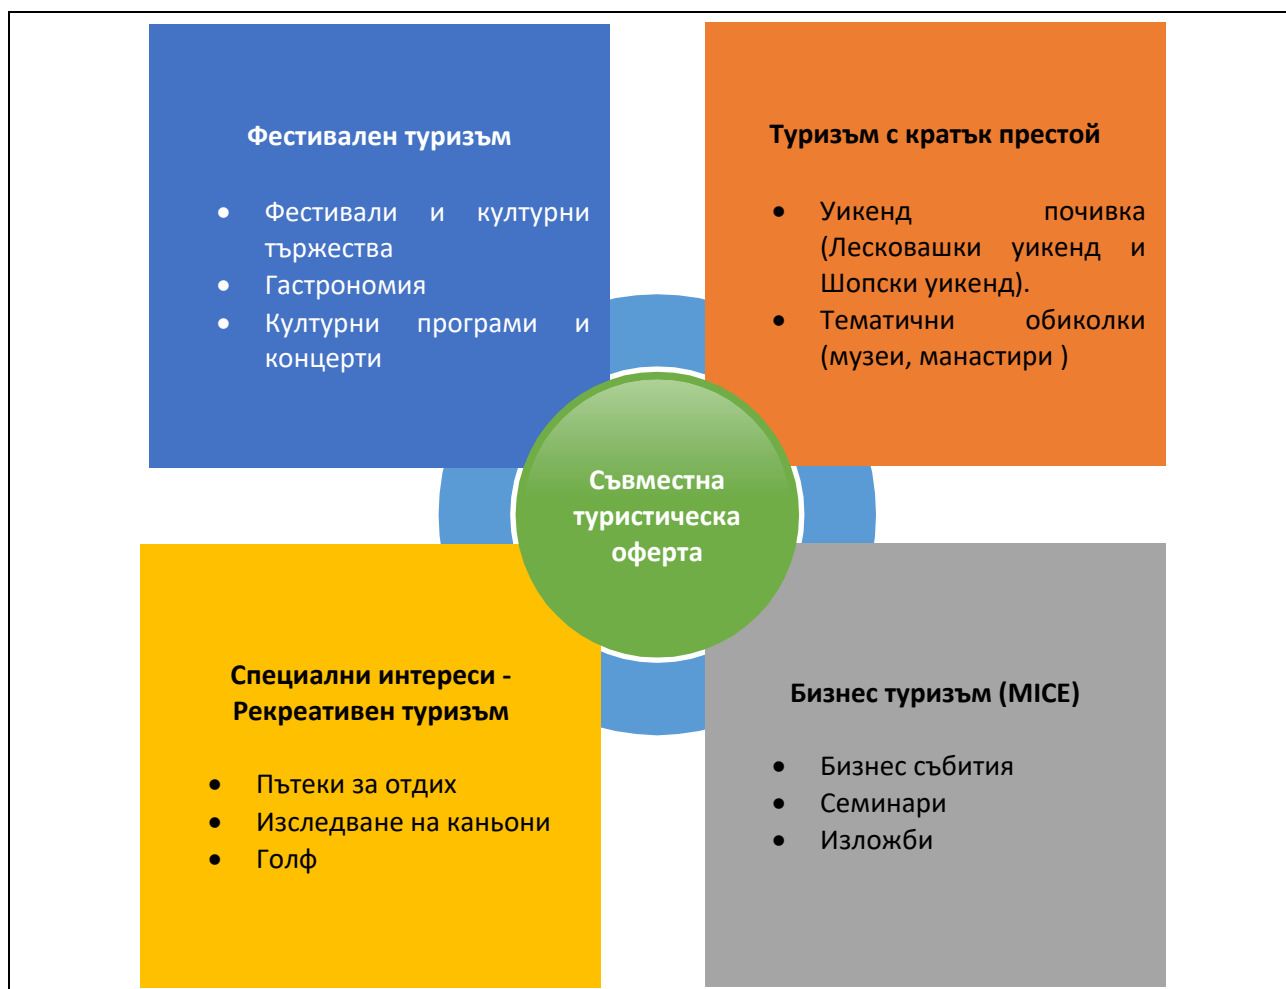 Фестивален туризъм
• Фестивали и културни
тържества
• Гастрономия
• Културни програми и
концерти
Туризъм с кратък престой
• Уикенд почивка
(Лесковашки уикенд и
Шопски уикенд).
• Тематични обиколки
(музеи, манастири )
Съвместна
туристическа
оферта
Специални интереси -
Рекреативен туризъм
• Пътеки за отдих
• Изследване на каньони
• Голф
Бизнес туризъм (MICE)
• Бизнес събития
• Семинари
• Изложби